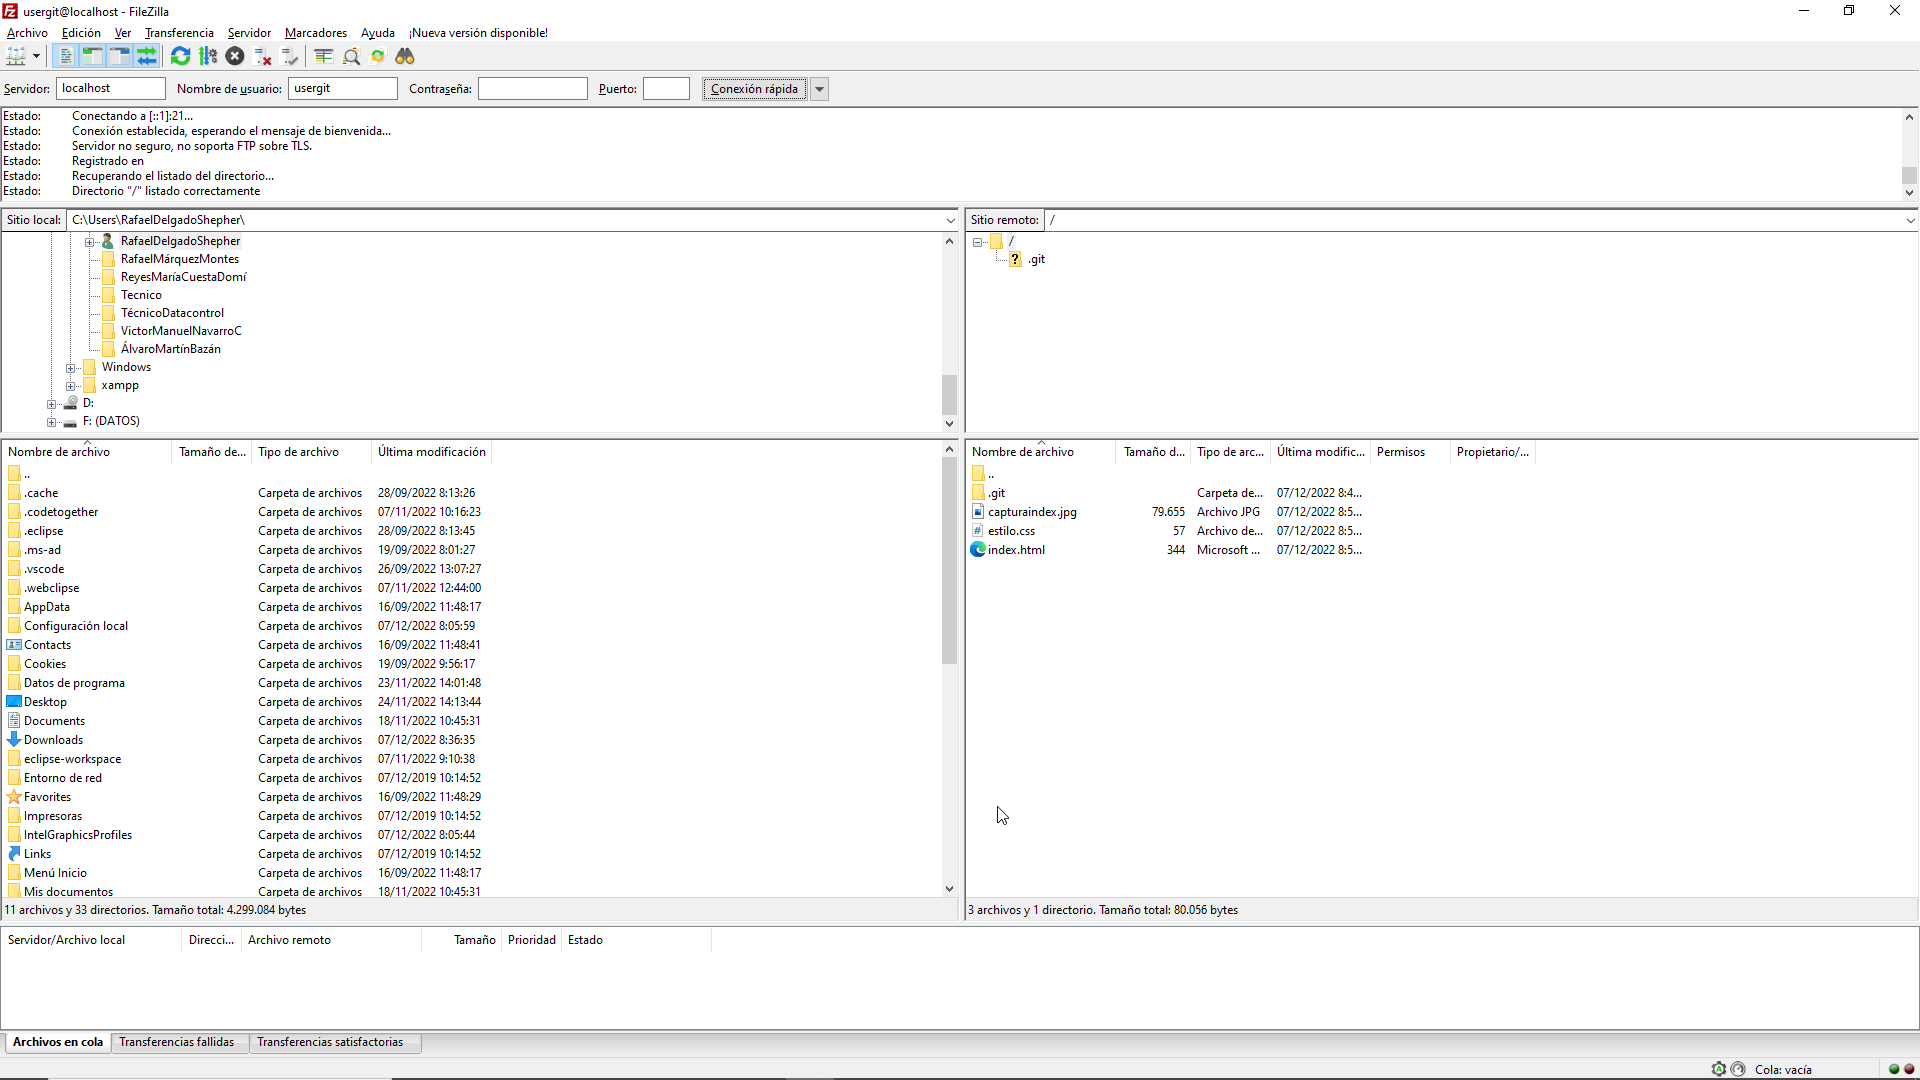 usergit@localhost - FileZilla
Archivo Edición Ver Transferencia Servidor Marcadores Ayuda ¡Nueva versión disponible!
Servidor: localhost Nombre de usuario: usergit Contraseña: Puerto: Conexión rápida
Estado: Conectando a [::1]:21...
Estado: Conexión establecida, esperando el mensaje de bienvenida...
Estado: Servidor no seguro, no soporta FTP sobre TLS.
Estado: Registrado en
Estado: Recuperando el listado del directorio...
Estado: Directorio "/" listado correctamente
Sitio local: C:\Users\RafaelDelgadoShepher\
RafaelDelgadoShepher
RafaelMárquezMontes
ReyesMaríaCuestaDomí
Tecnico
TécnicoDatacontrol
VictorManuelNavarroC
ÁlvaroMartínBazán
Windows
xampp
D:
F: (DATOS)
Sitio remoto: /
/
? .git
Nombre de archivo Tamaño de... Tipo de archivo Última modificación
..
.cache Carpeta de archivos 28/09/2022 8:13:26
.codetogether Carpeta de archivos 07/11/2022 10:16:23
.eclipse Carpeta de archivos 28/09/2022 8:13:45
.ms-ad Carpeta de archivos 19/09/2022 8:01:27
.vscode Carpeta de archivos 26/09/2022 13:07:27
.webclipse Carpeta de archivos 07/11/2022 12:44:00
AppData Carpeta de archivos 16/09/2022 11:48:17
Configuración local Carpeta de archivos 07/12/2022 8:05:59
Contacts Carpeta de archivos 16/09/2022 11:48:41
Cookies Carpeta de archivos 19/09/2022 9:56:17
Datos de programa Carpeta de archivos 23/11/2022 14:01:48
Desktop Carpeta de archivos 24/11/2022 14:13:44
Documents Carpeta de archivos 18/11/2022 10:45:31
Downloads Carpeta de archivos 07/12/2022 8:36:35
eclipse-workspace Carpeta de archivos 07/11/2022 9:10:38
Entorno de red Carpeta de archivos 07/12/2019 10:14:52
Favorites Carpeta de archivos 16/09/2022 11:48:29
Impresoras Carpeta de archivos 07/12/2019 10:14:52
IntelGraphicsProfiles Carpeta de archivos 07/12/2022 8:05:44
Links Carpeta de archivos 07/12/2019 10:14:52
Menú Inicio Carpeta de archivos 16/09/2022 11:48:17
Mis documentos Carpeta de archivos 18/11/2022 10:45:31
11 archivos y 33 directorios. Tamaño total: 4.299.084 bytes
Nombre de archivo Tamaño d... Tipo de arc... Última modific... Permisos Propietario/...
..
.git Carpeta de... 07/12/2022 8:4...
capturaindex.jpg 79.655 Archivo JPG 07/12/2022 8:5...
estilo.css 57 Archivo de... 07/12/2022 8:5...
index.html 344 Microsoft ... 07/12/2022 8:5...
3 archivos y 1 directorio. Tamaño total: 80.056 bytes
Servidor/Archivo local Direcci... Archivo remoto Tamaño Prioridad Estado
Archivos en cola Transferencias fallidas Transferencias satisfactorias
Cola: vacía